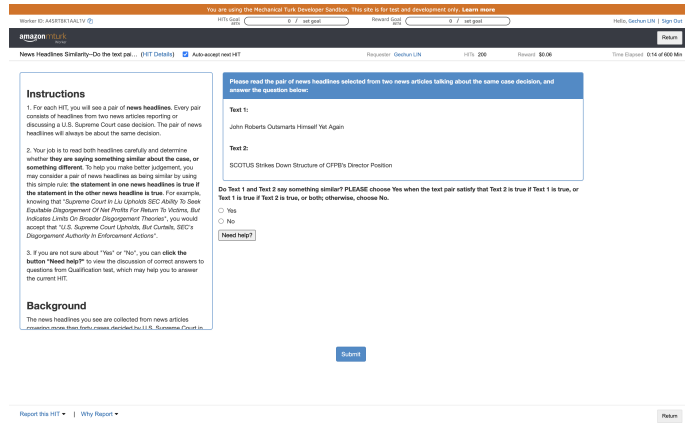 You are using the Mechanical Turk Developer Sandbox. This site is for test and development only. Learn more
Worker ID: A4SRTBK1AAL1V
HITs Goal BETA 0 / set goal
Reward Goal BETA 0 / set goal
Hello, Gechun LIN | Sign Out
amazonmturk
Worker
Return
News Headlines Similarity--Do the text pai... (HIT Details) Auto-accept next HIT
Requester Gechun LIN HITs 200 Reward $0.06 Time Elapsed 0:14 of 600 Min
Instructions
1. For each HIT, you will see a pair of news headlines. Every pair
consists of headlines from two news articles reporting or
discussing a U.S. Supreme Court case decision. The pair of news
headlines will always be about the same decision.
2. Your job is to read both headlines carefully and determine
whether they are saying something similar about the case, or
something different. To help you make better judgement, you
may consider a pair of news headlines as being similar by using
this simple rule: the statement in one news headlines is true if
the statement in the other news headline is true. For example,
knowing that "Supreme Court In Liu Upholds SEC Ability To Seek
Equitable Disgorgement Of Net Profits For Return To Victims, But
Indicates Limits On Broader Disgorgement Theories", you would
accept that "U.S. Supreme Court Upholds, But Curtails, SEC's
Disgorgement Authority In Enforcement Actions".
3. If you are not sure about "Yes" or "No", you can click the
button "Need help?" to view the discussion of correct answers to
questions from Qualification test, which may help you to answer
the current HIT.
Background
The news headlines you see are collected from news articles
covering more than forty cases decided by U.S. Supreme Court in
Please read the pair of news headlines selected from two news articles talking about the same case decision, and
answer the question below:
Text 1:
John Roberts Outsmarts Himself Yet Again
Text 2:
SCOTUS Strikes Down Structure of CFPB's Director Position
Do Text 1 and Text 2 say something similar? PLEASE choose Yes when the text pair satisfy that Text 2 is true if Text 1 is true, or
Text 1 is true if Text 2 is true, or both; otherwise, choose No.
Yes
No
Need help?
Submit
Report this HIT | Why Report
Return